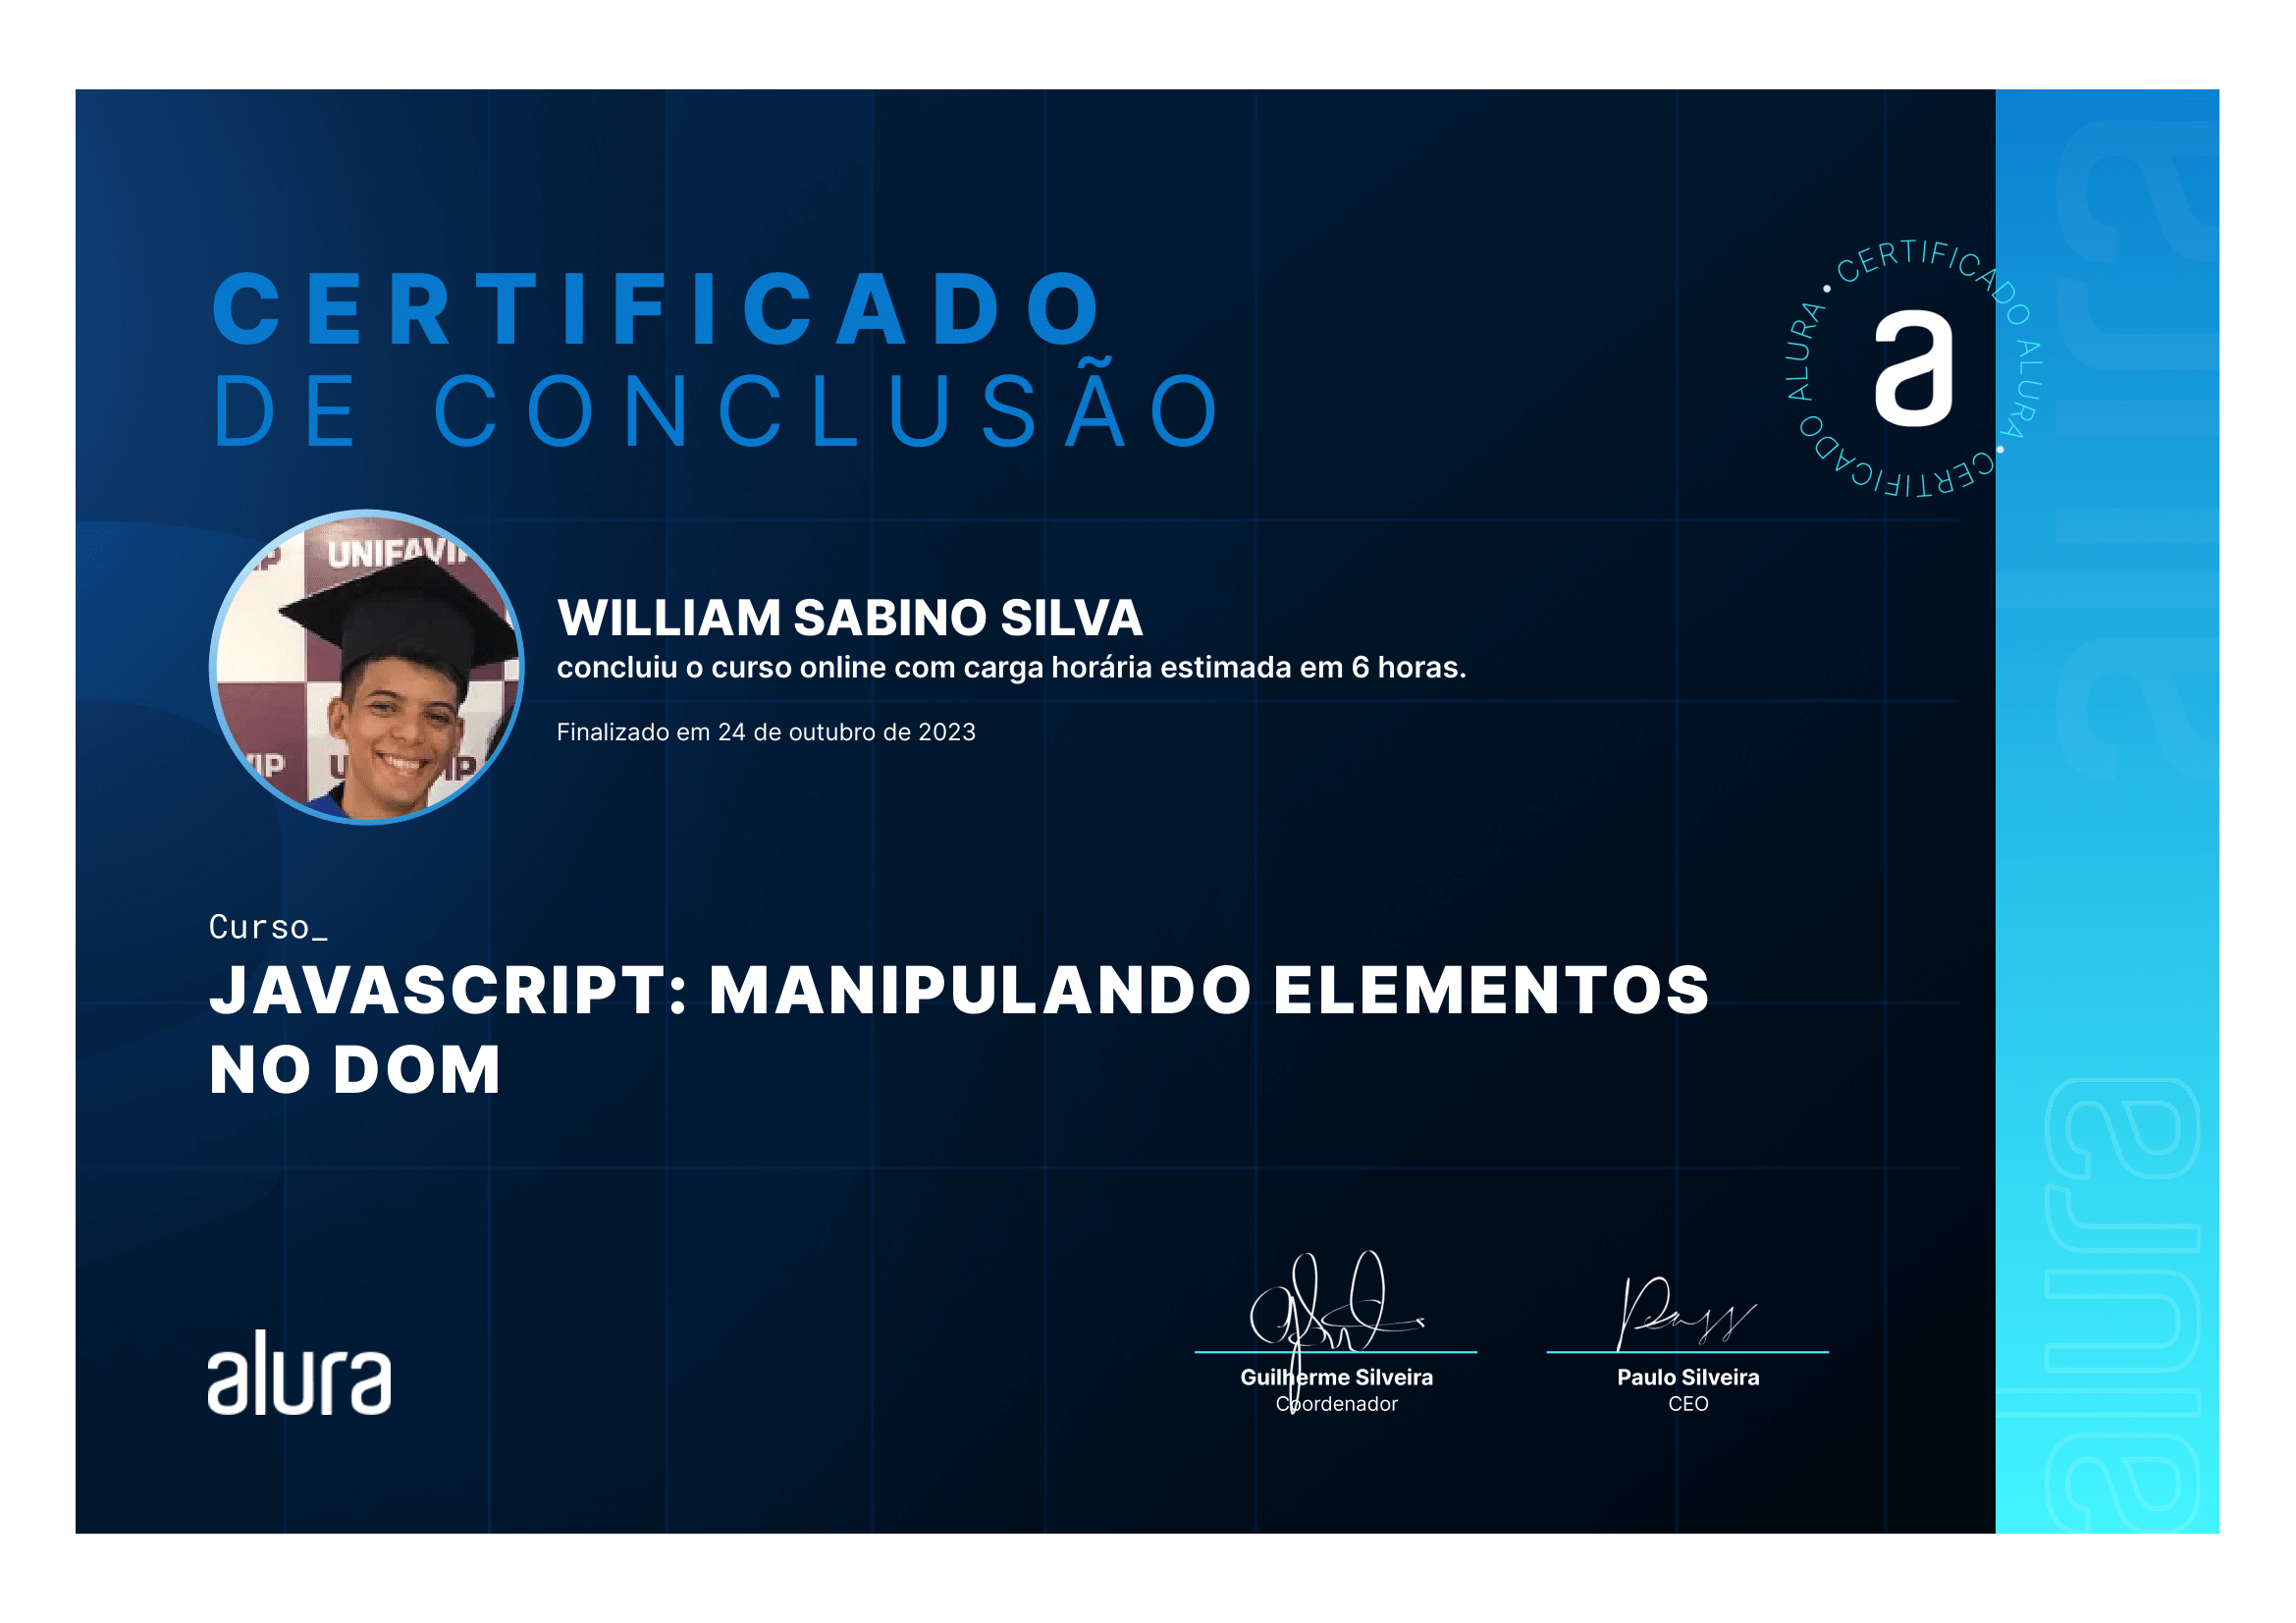 CERTIFICADO
DE CONCLUSÃO
CERTIFICADO ALURA • CERTIFICADO ALURA •
a
UNIFAVIP
WILLIAM SABINO SILVA
concluiu o curso online com carga horária estimada em 6 horas.
Finalizado em 24 de outubro de 2023
Curso_
JAVASCRIPT: MANIPULANDO ELEMENTOS
NO DOM
alura
Guilherme Silveira
Coordenador
Paulo Silveira
CEO
alura
alura